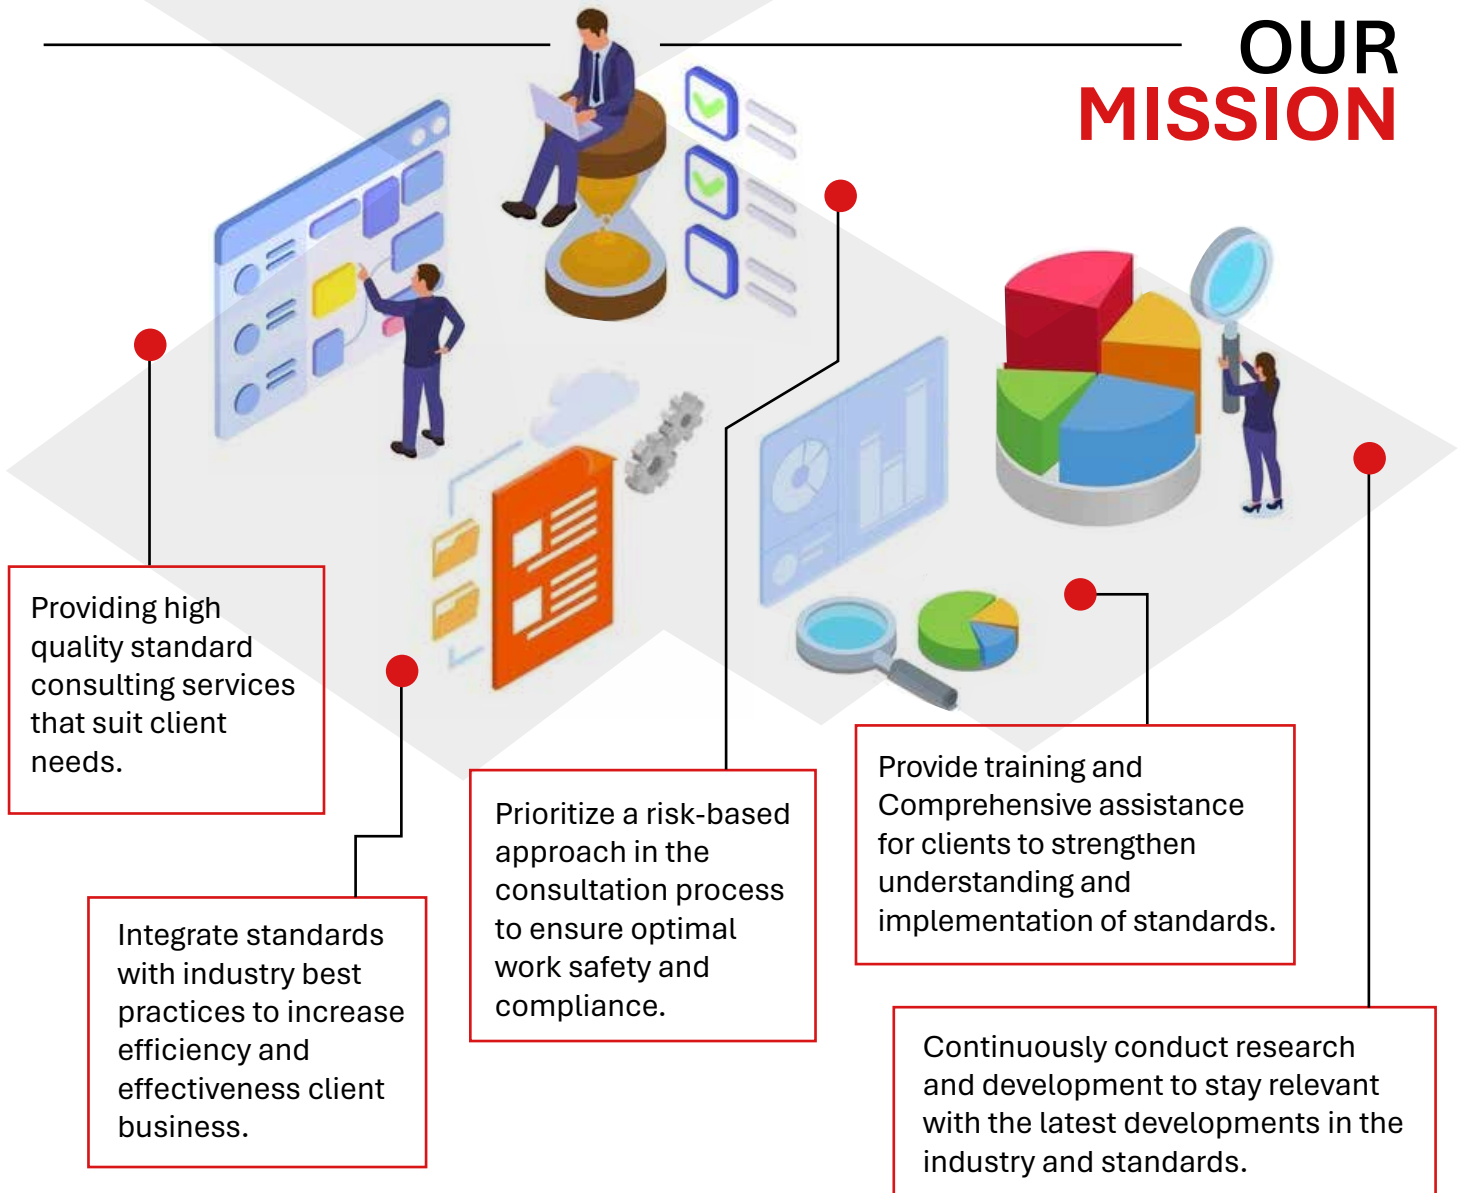 OUR
MISSION
Providing high
quality standard
consulting services
that suit client
needs.
Integrate standards
with industry best
practices to increase
efficiency and
effectiveness client
business.
Prioritize a risk-based
approach in the
consultation process
to ensure optimal
work safety and
compliance.
Provide training and
Comprehensive assistance
for clients to strengthen
understanding and
implementation of standards.
Continuously conduct research
and development to stay relevant
with the latest developments in the
industry and standards.